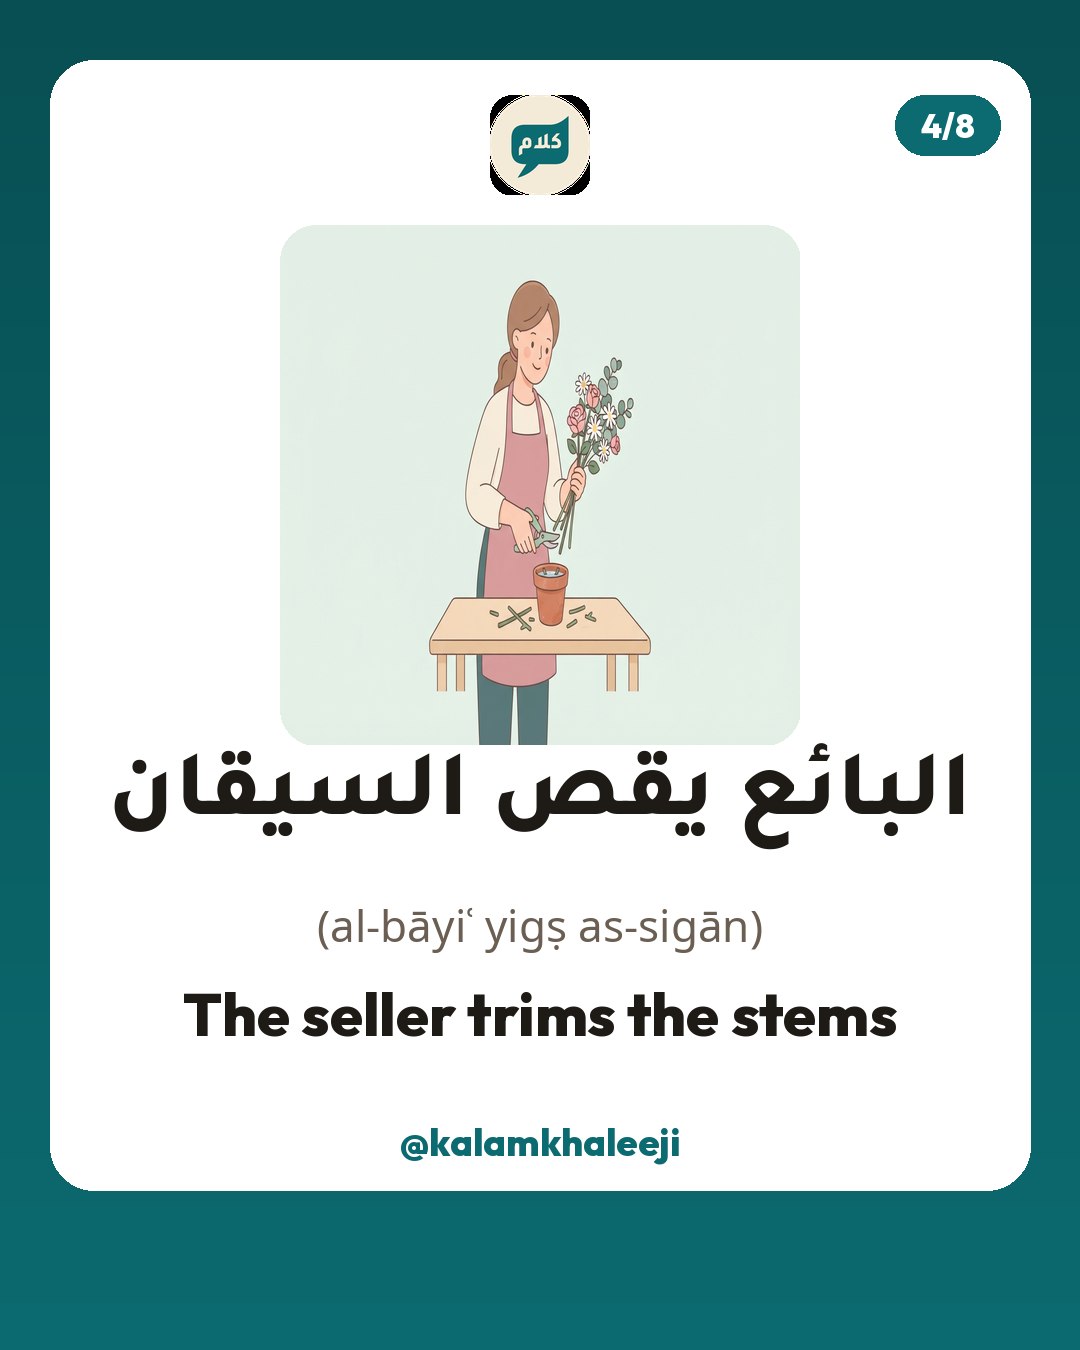 كلام
4/8
البائع يقص السيقان
(al-bāyiʿ yigṣ as-sigān)
The seller trims the stems
@kalamkhaleeji